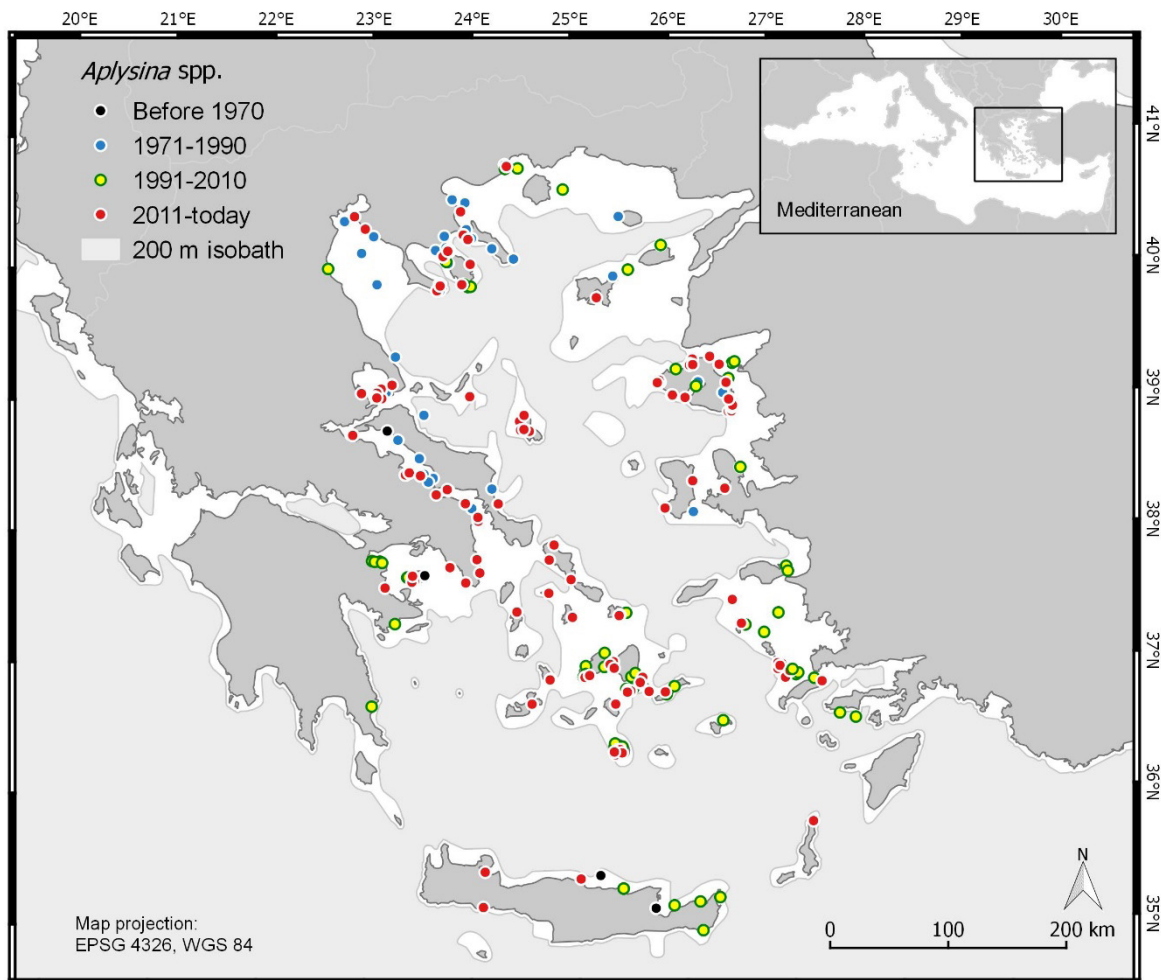 20°E 21°E 22°E 23°E 24°E 25°E 26°E 27°E 28°E 29°E 30°E
Aplysina spp.
Before 1970
1971-1990
1991-2010
2011-today
200 m isobath
Mediterranean
41°N
40°N
39°N
38°N
37°N
36°N
35°N
N
Map projection:
EPSG 4326, WGS 84
0 100 200 km